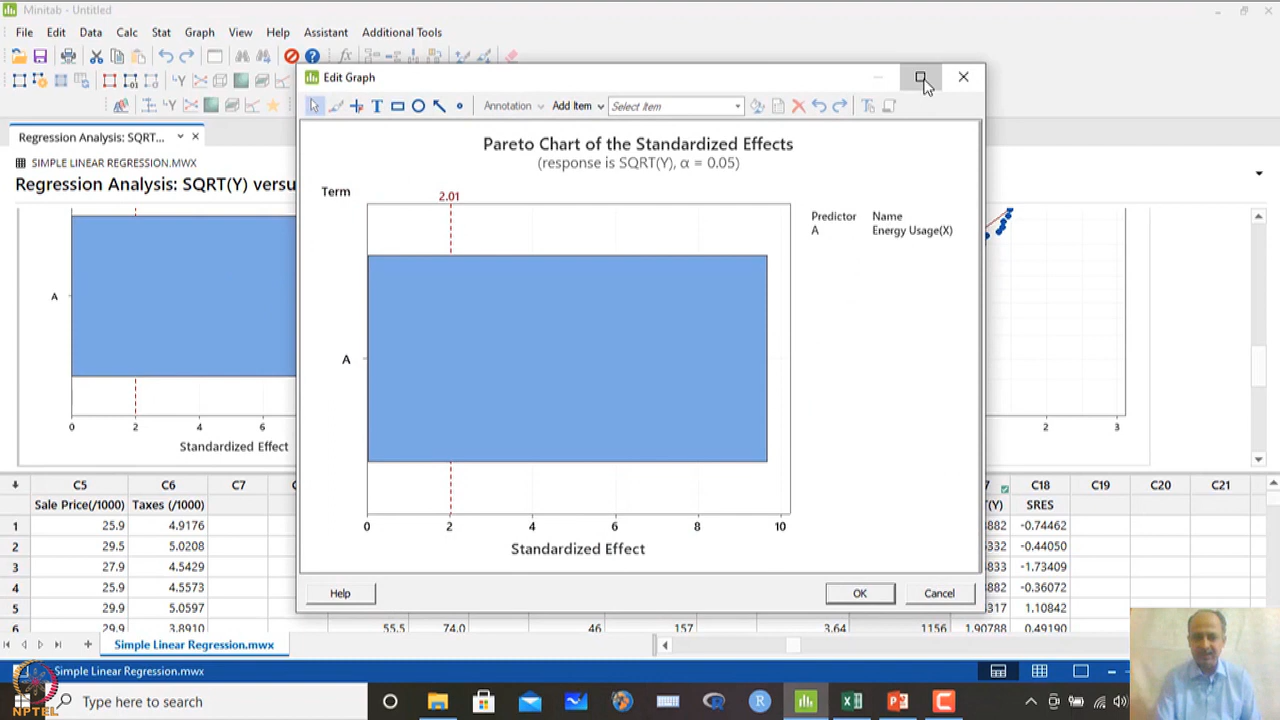 Minitab - Untitled
File Edit Data Calc Stat Graph View Help Assistant Additional Tools
Edit Graph
Annotation Add Item Select Item
Regression Analysis: SQRT...
SIMPLE LINEAR REGRESSION.MWX
Regression Analysis: SQRT(Y) versu
Pareto Chart of the Standardized Effects
(response is SQRT(Y), α = 0.05)
Term
2.01
Predictor Name
A Energy Usage(X)
A
A
0 2 4 6
Standardized Effect
0 2 4 6 8 10
Standardized Effect
2 3
Help OK Cancel
C5 C6 C7 C18 C19 C20 C21
Sale Price(/1000) Taxes (/1000) (Y) SRES
1 25.9 4.9176 882 -0.74462
2 29.5 5.0208 332 -0.44050
3 27.9 4.5429 833 -1.73409
4 25.9 4.5573 882 -0.36072
5 29.9 5.0597 317 1.10842
6 29.9 3.8910 55.5 74.0 46 157 3.64 1156 1.90788 0.49190
Simple Linear Regression.mwx
Simple Linear Regression.mwx
Type here to search
NPTEL